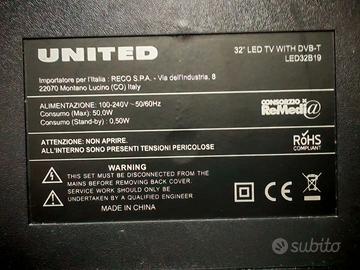 UNITED
32" LED TV WITH DVB-T
LED32B19
Importatore per l'Italia : RECO S.P.A. - Via dell'Industria, 8
22070 Montano Lucino (CO) Italy
ALIMENTAZIONE: 100-240V ~ 50/60Hz
Consumo (Max): 50,0W
Consumo (Stand-by) : 0,50W
CONSORZIO
ReMedi@
ATTENZIONE: NON APRIRE.
ALL'INTERNO SONO PRESENTI TENSIONI PERICOLOSE
RoHS
COMPLIANT
WARNING
THIS EQUIPMENT MUST BE DISCONNECTED FROM THE
MAINS BEFORE REMOVING BACK COVER.
SERVICE WORK SHOULD ONLY BE
UNDERTAKEN BY A QUALIFIED ENGINEER
MADE IN CHINA
CE
subito